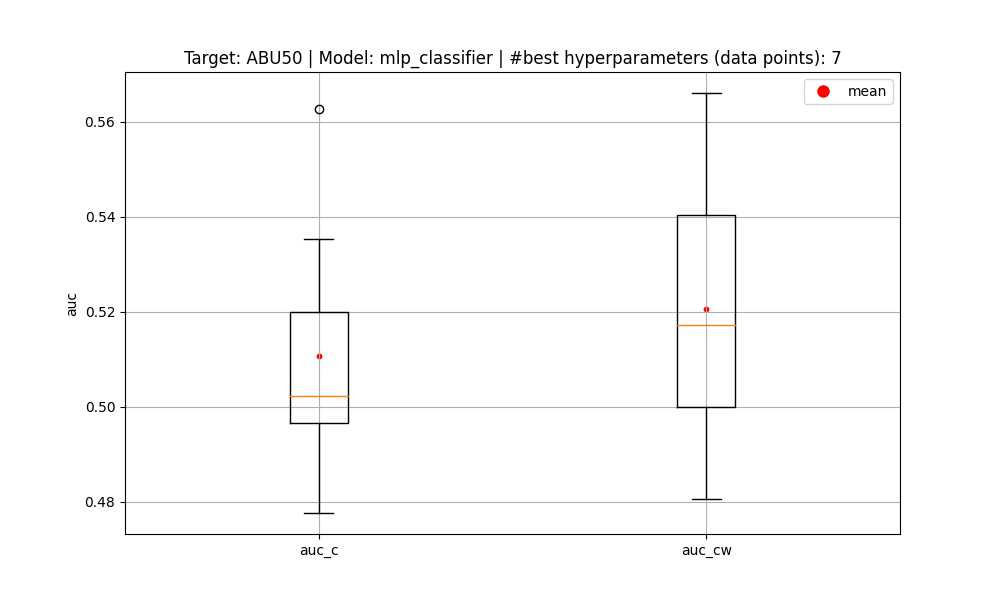 Target: ABU50 | Model: mlp_classifier | #best hyperparameters (data points): 7
mean
0.56
0.54
0.52
0.50
0.48
auc
auc_c
auc_cw